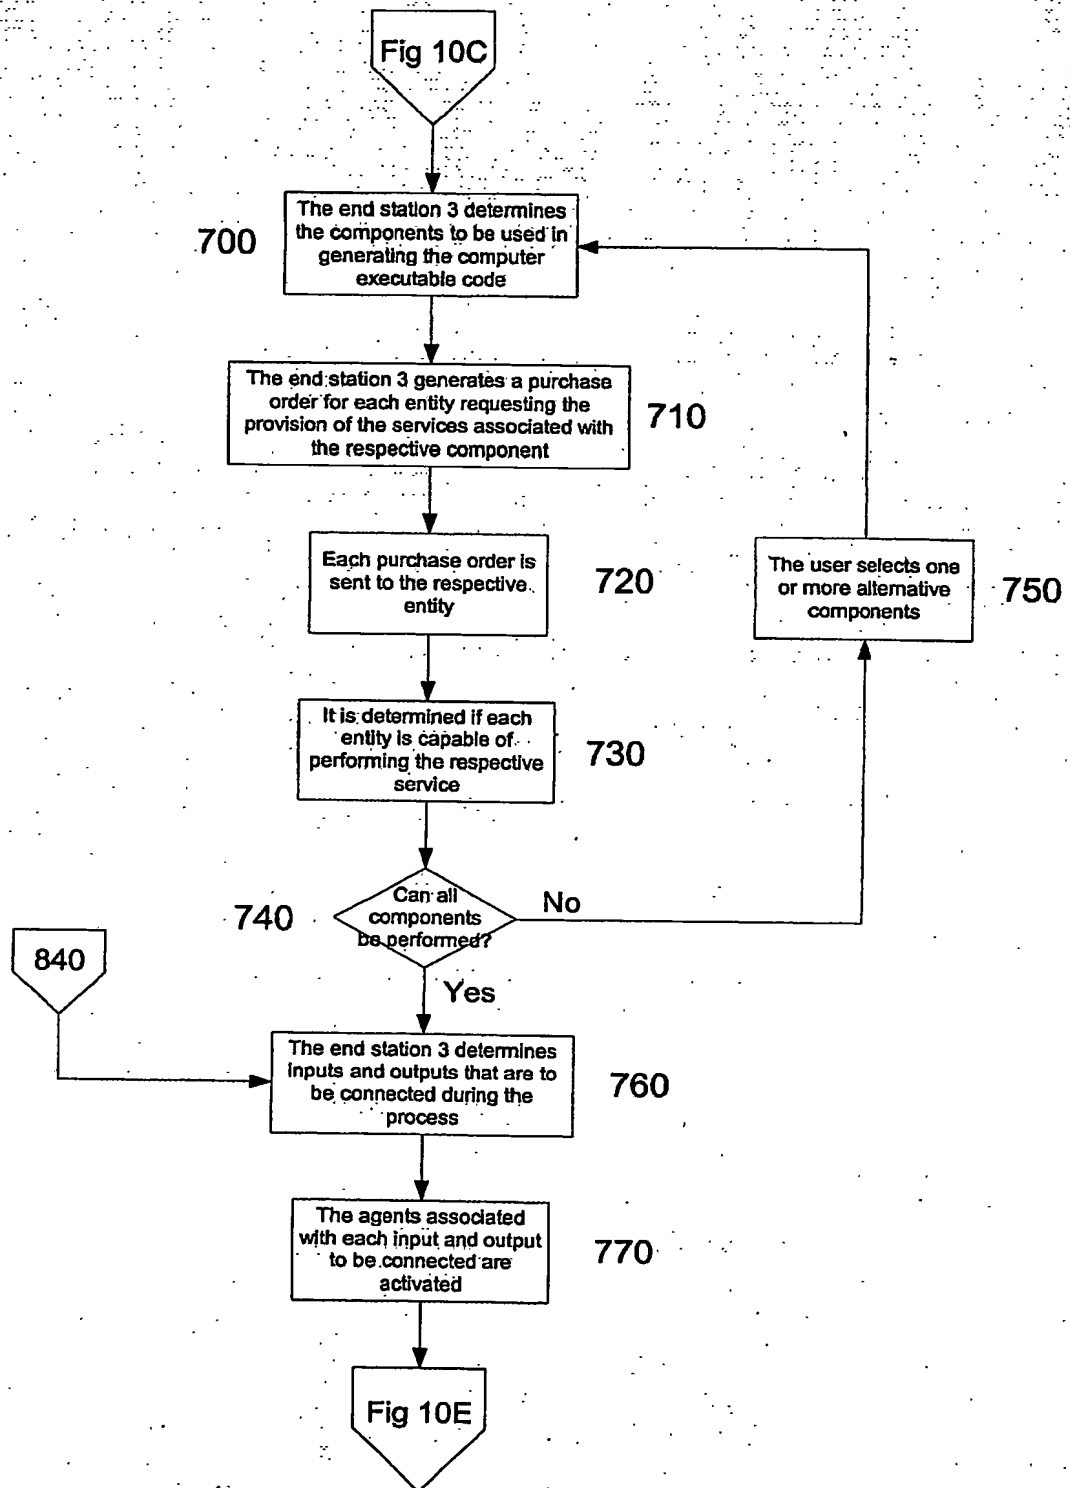 Fig 10C
700
The end station 3 determines
the components to be used in
generating the computer
executable code
The end station 3 generates a purchase
order for each entity requesting the
provision of the services associated with
the respective component
710
Each purchase order is
sent to the respective
entity
720
The user selects one
or more alternative
components
750
It is determined if each
entity is capable of
performing the respective
service
730
740
Can all
components
be performed?
No
840
Yes
The end station 3 determines
inputs and outputs that are to
be connected during the
process
760
The agents associated
with each input and output
to be connected are
activated
770
Fig 10E